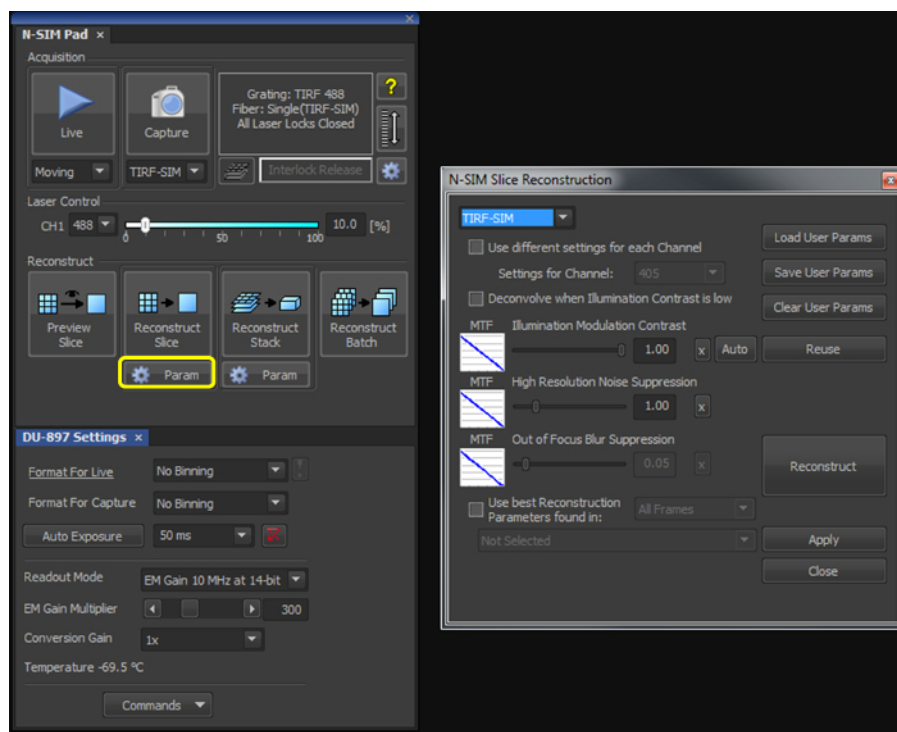 N-SIM Pad ×
Acquisition
Live
Capture
Grating: TIRF 488
Fiber: Single(TIRF-SIM)
All Laser Locks Closed
?
Moving
TIRF-SIM
Interlock Release
Laser Control
CH1 488
10.0 [%]
0 50 100
Reconstruct
Preview
Slice
Reconstruct
Slice
Reconstruct
Stack
Reconstruct
Batch
Param
Param
DU-897 Settings ×
Format For Live
No Binning
Format For Capture
No Binning
Auto Exposure
50 ms
Readout Mode
EM Gain 10 MHz at 14-bit
EM Gain Multiplier
300
Conversion Gain
1x
Temperature -69.5 ºC
Commands
N-SIM Slice Reconstruction
TIRF-SIM
Use different settings for each Channel
Settings for Channel: 405
Deconvolve when Illumination Contrast is low
MTF Illumination Modulation Contrast
1.00 x Auto
MTF High Resolution Noise Suppression
1.00 x
MTF Out of Focus Blur Suppression
0.05 x
Use best Reconstruction
Parameters found in:
All Frames
Not Selected
Load User Params
Save User Params
Clear User Params
Reuse
Reconstruct
Apply
Close